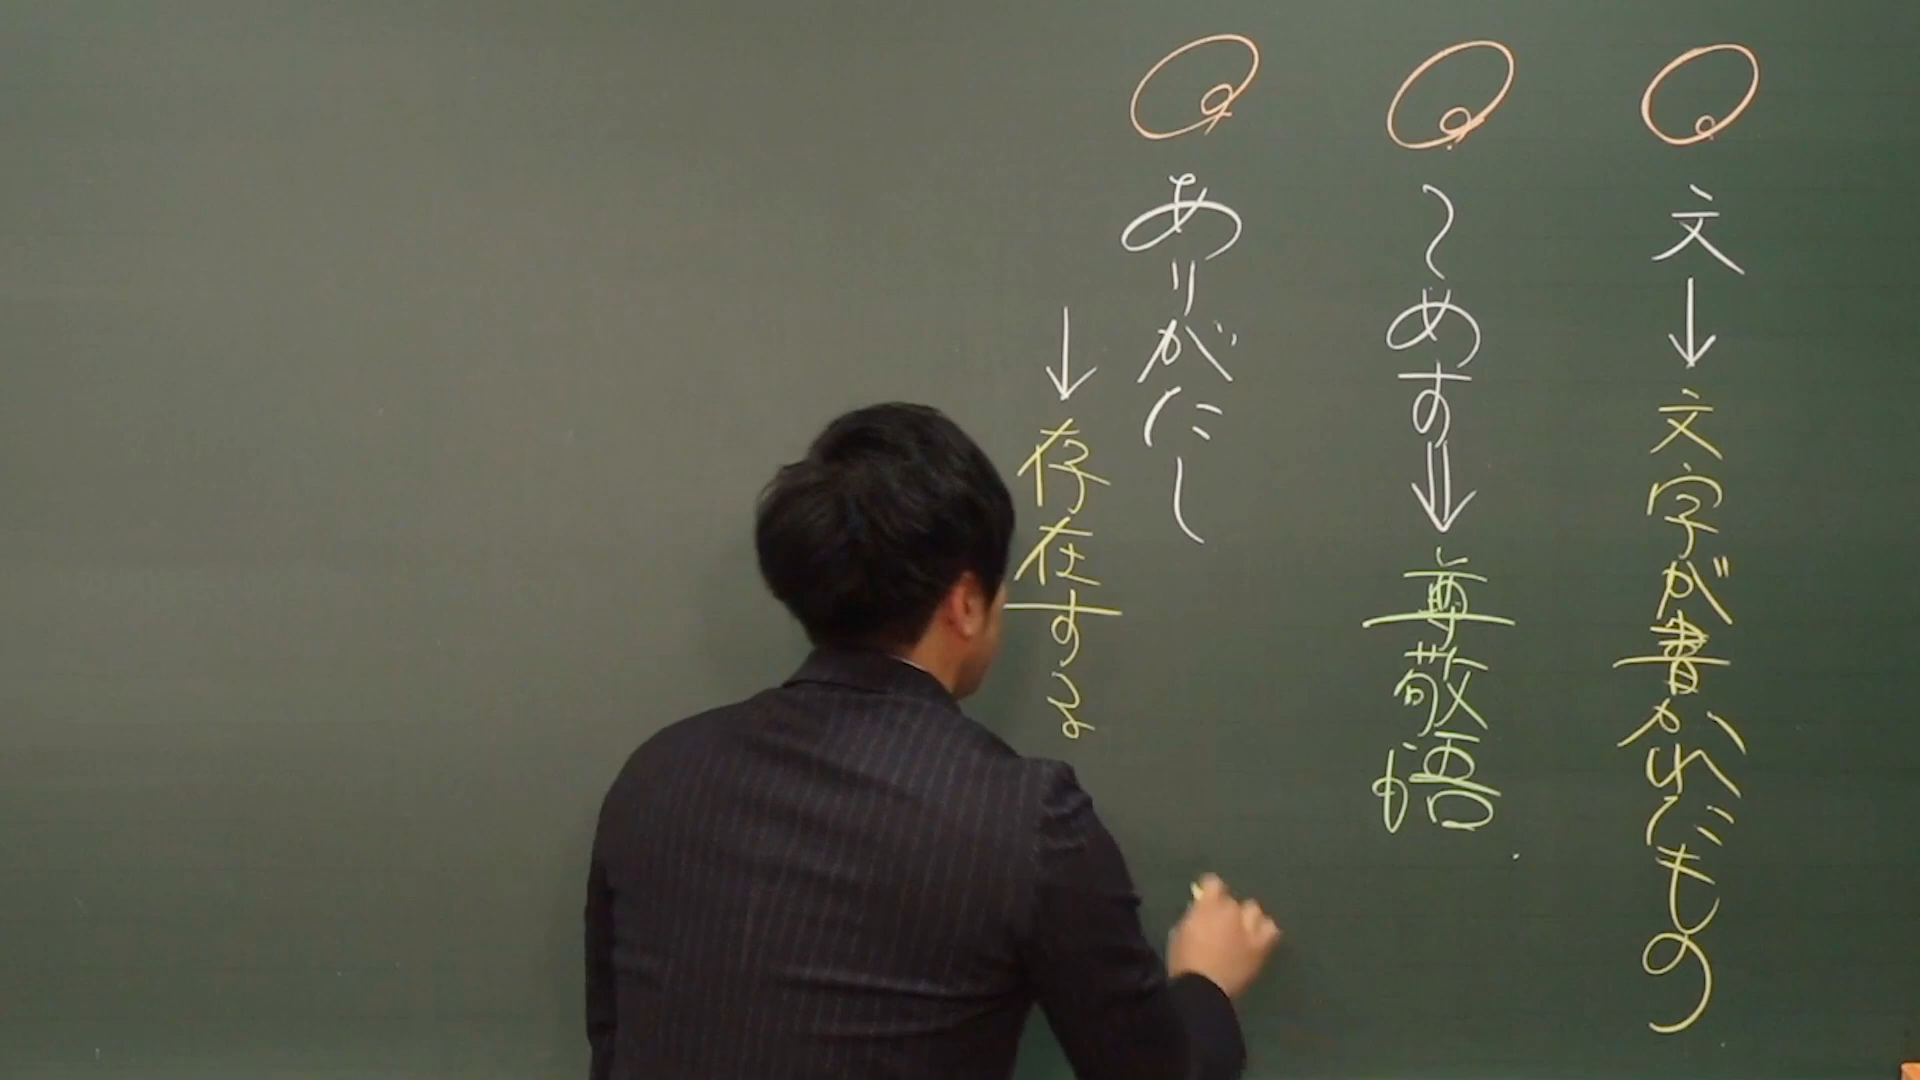 文→文字が書かれたもの
〜めす⇒尊敬語
ありがたし
→存在する